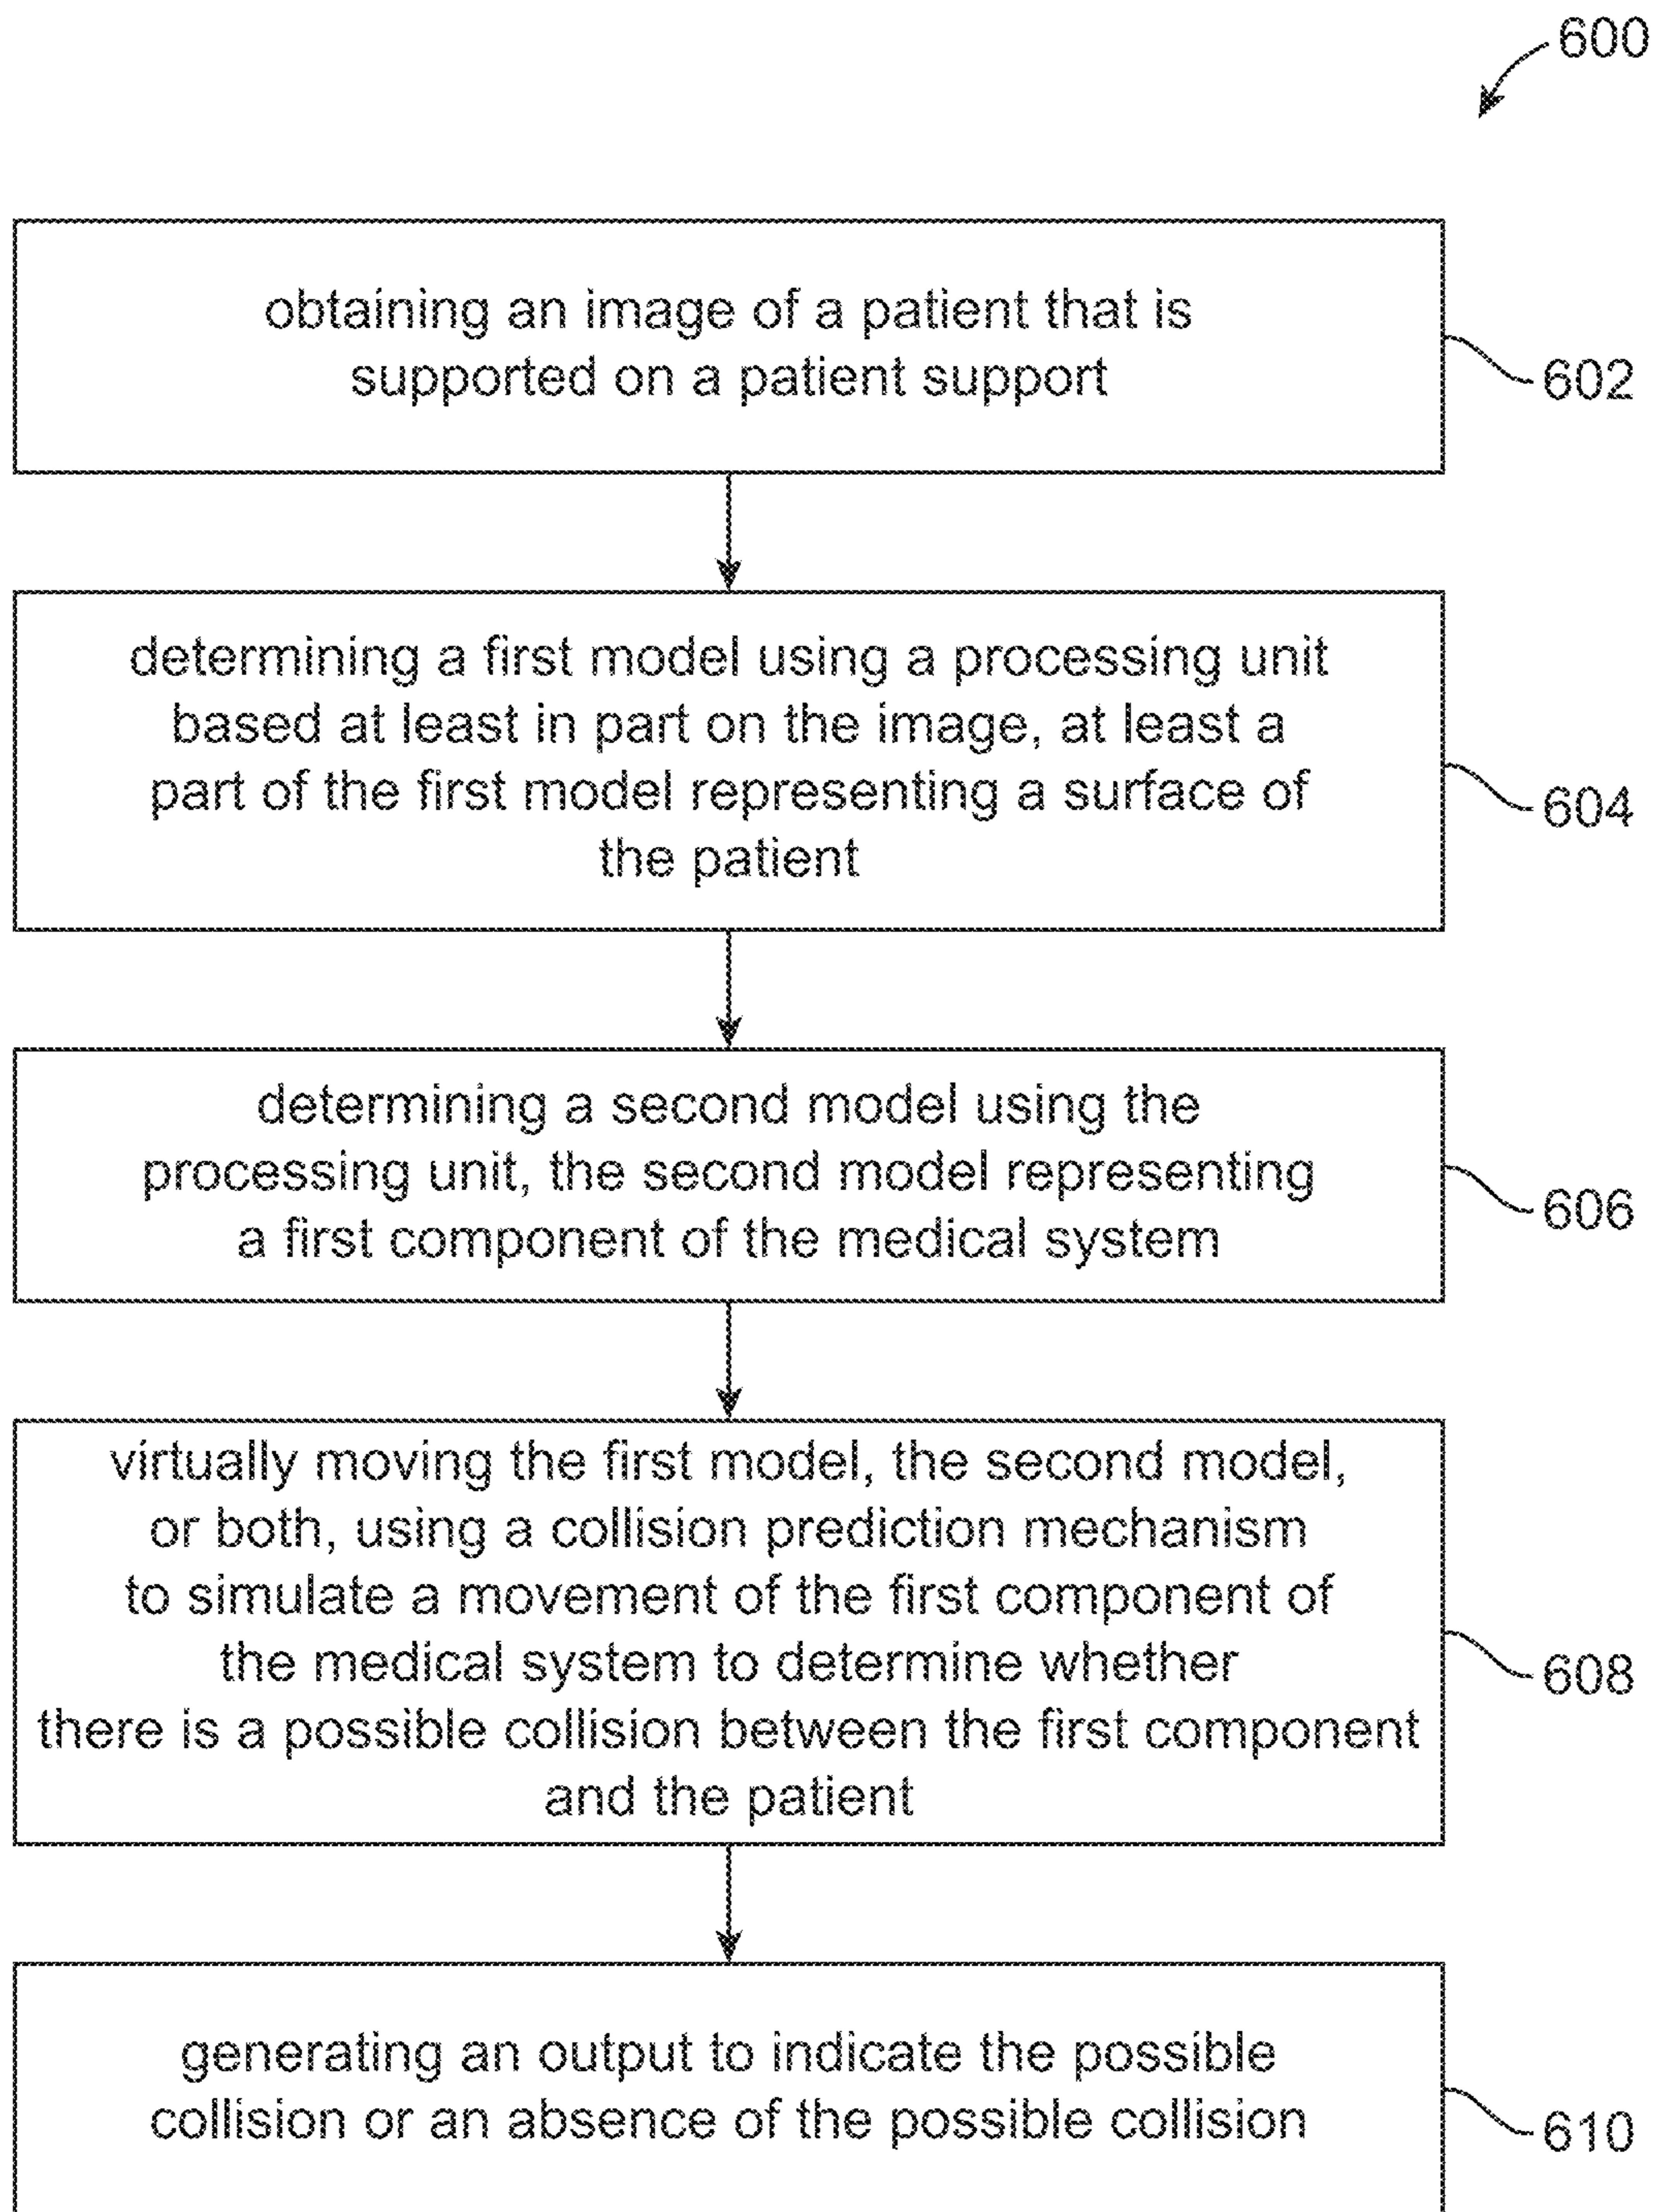 600
obtaining an image of a patient that is
supported on a patient support
602
determining a first model using a processing unit
based at least in part on the image, at least a
part of the first model representing a surface of
the patient
604
determining a second model using the
processing unit, the second model representing
a first component of the medical system
606
virtually moving the first model, the second model,
or both, using a collision prediction mechanism
to simulate a movement of the first component of
the medical system to determine whether
there is a possible collision between the first component
and the patient
608
generating an output to indicate the possible
collision or an absence of the possible collision
610